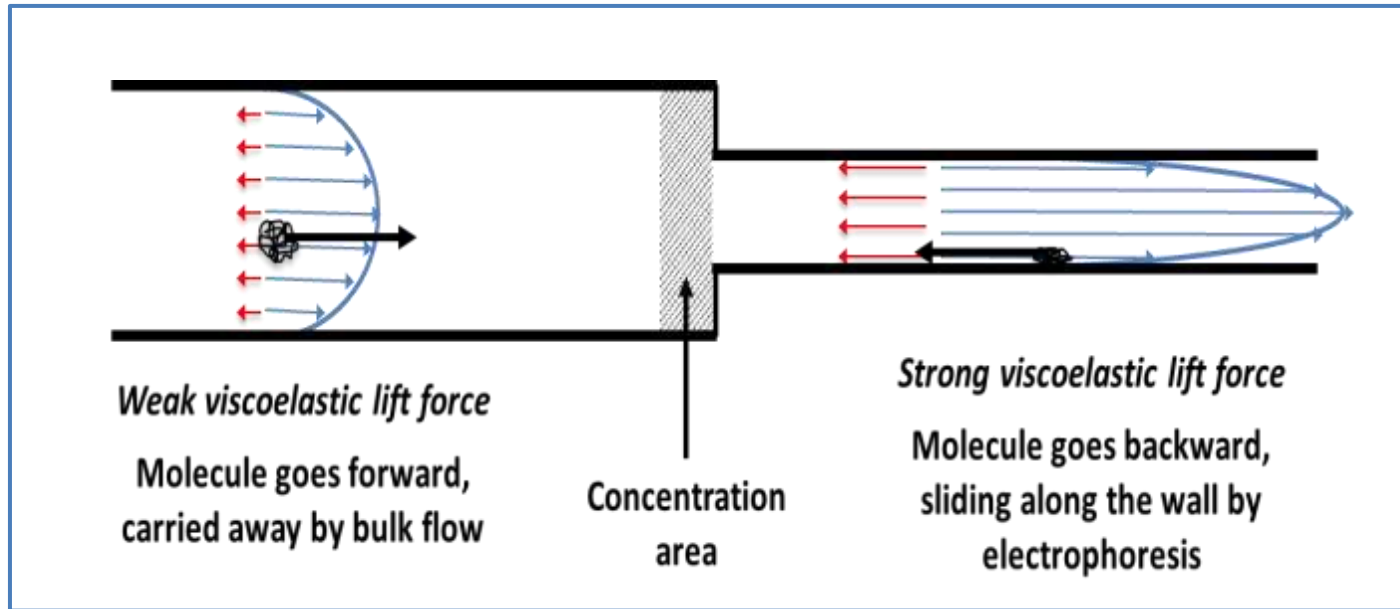 Weak viscoelastic lift force
Molecule goes forward,
carried away by bulk flow
Concentration
area
Strong viscoelastic lift force
Molecule goes backward,
sliding along the wall by
electrophoresis